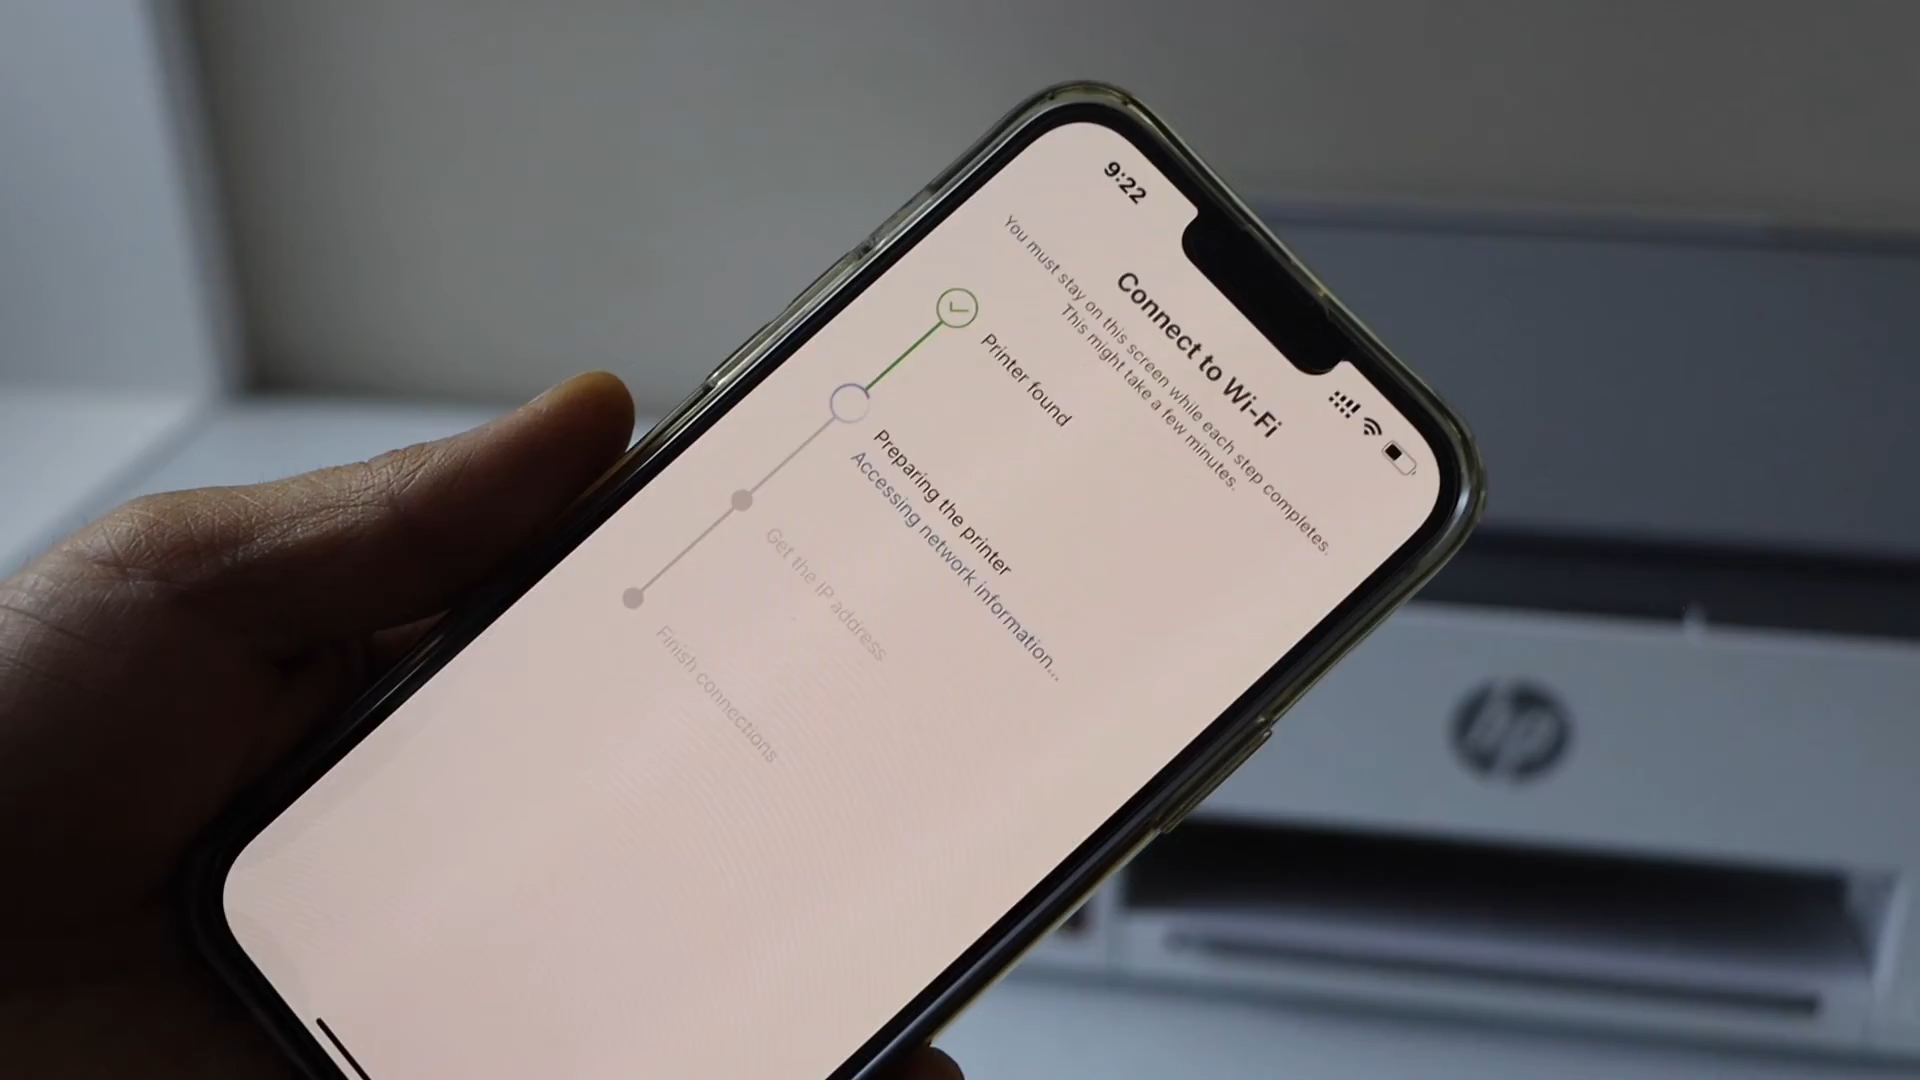 9:22
Connect to Wi-Fi
You must stay on this screen while each step completes.
This might take a few minutes.
Printer found
Preparing the printer
Accessing network information...
Get the IP address
Finish connections
hp